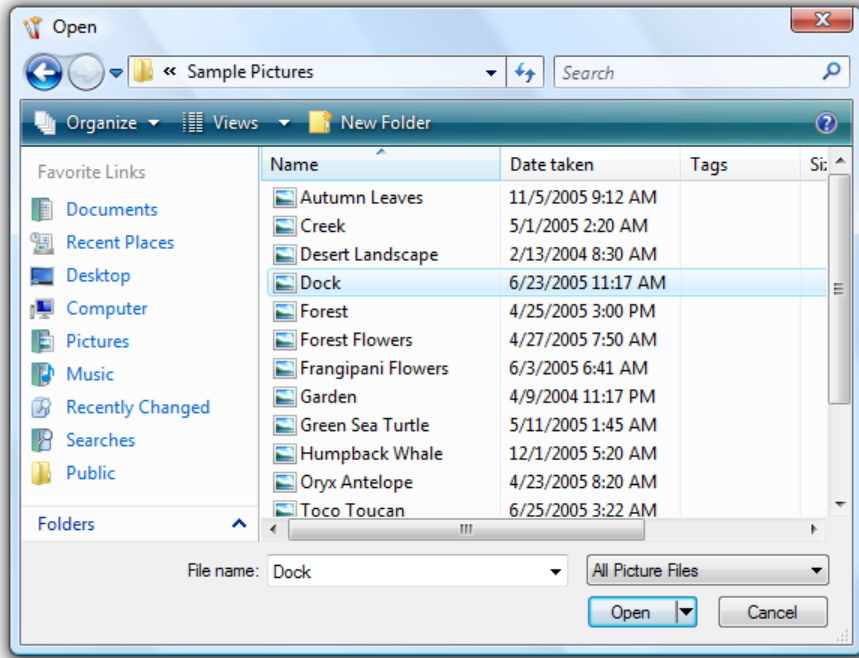 Open
« Sample Pictures Search
Organize Views New Folder
Favorite Links
Documents
Recent Places
Desktop
Computer
Pictures
Music
Recently Changed
Searches
Public
Folders
Name Date taken Tags
Autumn Leaves 11/5/2005 9:12 AM
Creek 5/1/2005 2:20 AM
Desert Landscape 2/13/2004 8:30 AM
Dock 6/23/2005 11:17 AM
Forest 4/25/2005 3:00 PM
Forest Flowers 4/27/2005 7:50 AM
Frangipani Flowers 6/3/2005 6:41 AM
Garden 4/9/2004 11:17 PM
Green Sea Turtle 5/11/2005 1:45 AM
Humpback Whale 12/1/2005 5:20 AM
Oryx Antelope 4/23/2005 8:20 AM
Toco Toucan 6/25/2005 3:22 AM
File name: Dock All Picture Files
Open Cancel